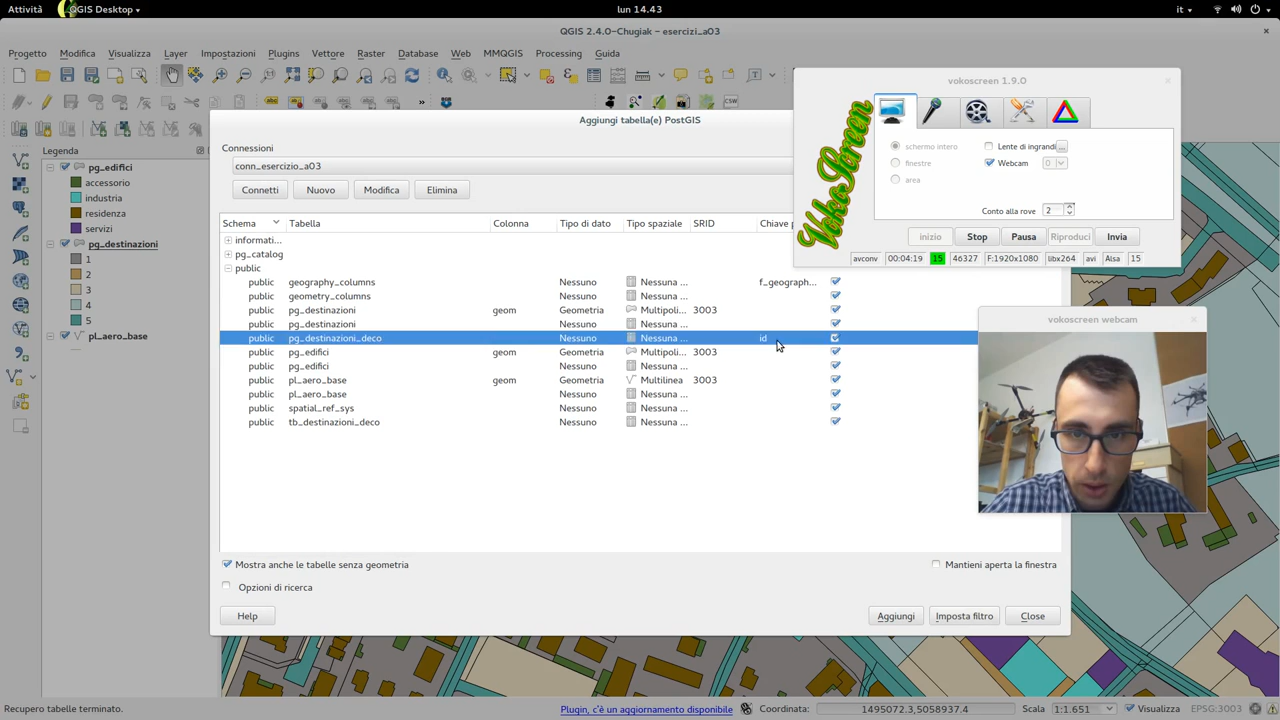 Attività QGIS Desktop lun 14.43 it
QGIS 2.4.0-Chugiak — esercizi_a03
Progetto Modifica Visualizza Layer Impostazioni Plugins Vettore Raster Database Web MMQGIS Processing Guida
CSW
Legenda
pg_edifici
accessorio
industria
residenza
servizi
pg_destinazioni
1
2
3
4
5
pl_aero_base
Aggiungi tabella(e) PostGIS
Connessioni
conn_esercizio_a03
Connetti Nuovo Modifica Elimina
Schema Tabella Colonna Tipo di dato Tipo spaziale SRID Chiave p
informati...
pg_catalog
public
public geography_columns Nessuno Nessuna ... f_geograph...
public geometry_columns Nessuno Nessuna ...
public pg_destinazioni geom Geometria Multipoli... 3003
public pg_destinazioni Nessuno Nessuna ...
public pg_destinazioni_deco Nessuno Nessuna ... id
public pg_edifici geom Geometria Multipoli... 3003
public pg_edifici Nessuno Nessuna ...
public pl_aero_base geom Geometria Multilinea 3003
public pl_aero_base Nessuno Nessuna ...
public spatial_ref_sys Nessuno Nessuna ...
public tb_destinazioni_deco Nessuno Nessuna ...
Mostra anche le tabelle senza geometria
Mantieni aperta la finestra
Opzioni di ricerca
Help Aggiungi Imposta filtro Close
vokoscreen 1.9.0
VokoScreen
schermo intero
finestre
area
Lente di ingrandi ...
Webcam 0
Conto alla rove 2
inizio Stop Pausa Riproduci Invia
avconv 00:04:19 15 46327 F:1920x1080 libx264 avi Alsa 15
vokoscreen webcam
Recupero tabelle terminato. Plugin, c'è un aggiornamento disponibile Coordinata: 1495072.3,5058937.4 Scala 1:1.651 Visualizza EPSG:3003